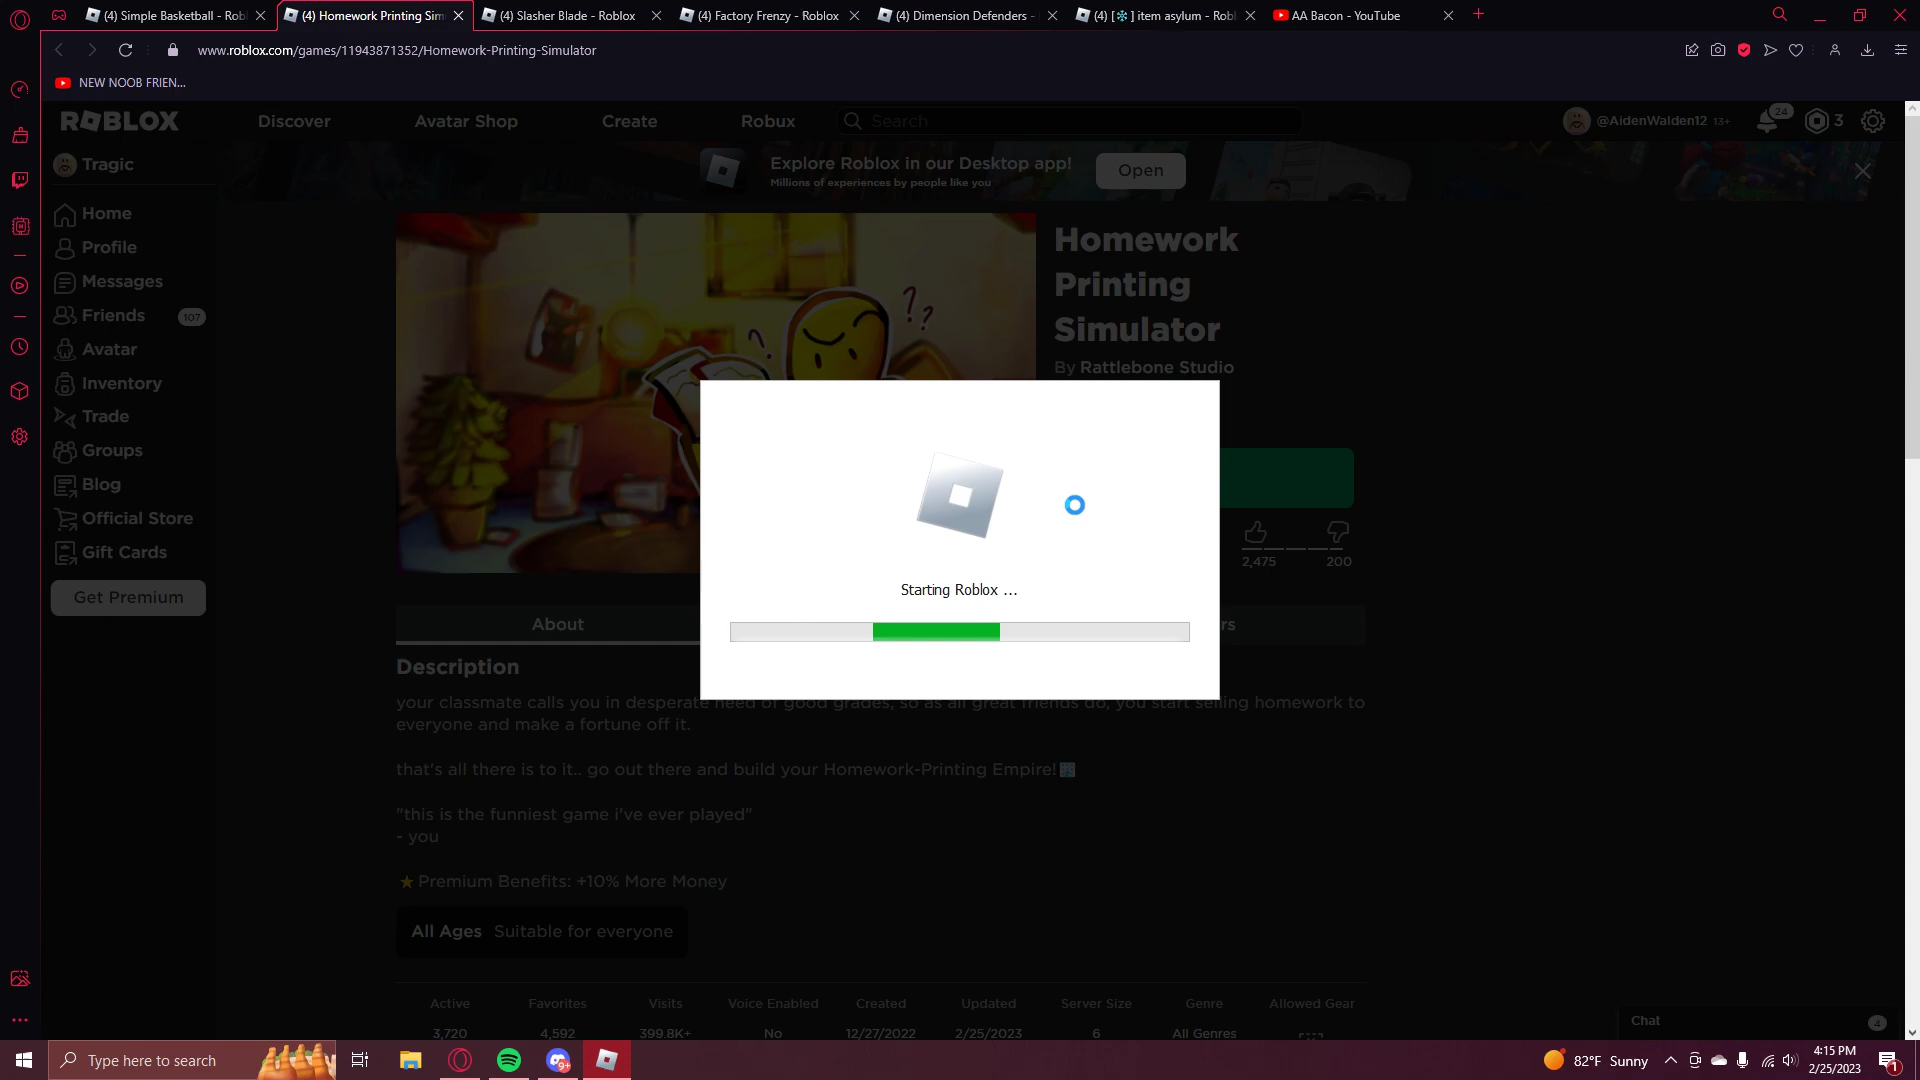 (4) Simple Basketball - Rob
(4) Homework Printing Sim
(4) Slasher Blade - Roblox
(4) Factory Frenzy - Roblox
(4) Dimension Defenders -
(4) [❄] item asylum - Robl
AA Bacon - YouTube
www.roblox.com/games/11943871352/Homework-Printing-Simulator
NEW NOOB FRIEN...
ROBLOX
Discover
Avatar Shop
Create
Robux
Search
@AidenWalden12 13+
24
3
Tragic
Explore Roblox in our Desktop app!
Millions of experiences by people like you
Open
Home
Profile
Messages
Friends 107
Avatar
Inventory
Trade
Groups
Blog
Official Store
Gift Cards
Get Premium
? ? ??
Homework
Printing
Simulator
By Rattlebone Studio
2,475
200
Starting Roblox ...
About
rs
Description
your classmate calls you in desperate need of good grades, so as all great friends do, you start selling homework to
everyone and make a fortune off it.
that's all there is to it.. go out there and build your Homework-Printing Empire!
"this is the funniest game i've ever played"
- you
⭐Premium Benefits: +10% More Money
All Ages Suitable for everyone
Active Favorites Visits Voice Enabled Created Updated Server Size Genre Allowed Gear
3,720 4,592 399.8K+ No 12/27/2022 2/25/2023 6 All Genres
Chat 4
Type here to search
9+
82°F Sunny
4:15 PM
2/25/2023
1